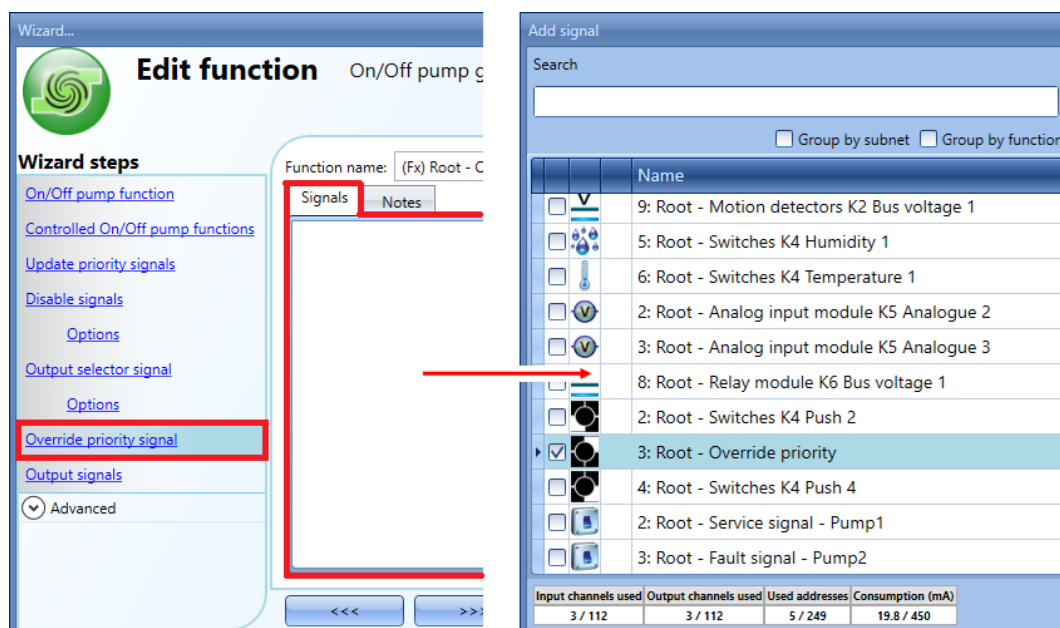 Wizard...
Edit function On/Off pump g
Wizard steps
On/Off pump function
Controlled On/Off pump functions
Update priority signals
Disable signals
Options
Output selector signal
Options
Override priority signal
Output signals
Advanced
Function name: (Fx) Root - C
Signals Notes
<<< >>>
Add signal
Search
Group by subnet Group by function
Name
9: Root - Motion detectors K2 Bus voltage 1
5: Root - Switches K4 Humidity 1
6: Root - Switches K4 Temperature 1
2: Root - Analog input module K5 Analogue 2
3: Root - Analog input module K5 Analogue 3
8: Root - Relay module K6 Bus voltage 1
2: Root - Switches K4 Push 2
3: Root - Override priority
4: Root - Switches K4 Push 4
2: Root - Service signal - Pump1
3: Root - Fault signal - Pump2
Input channels used Output channels used Used addresses Consumption (mA)
3 / 112 3 / 112 5 / 249 19.8 / 450